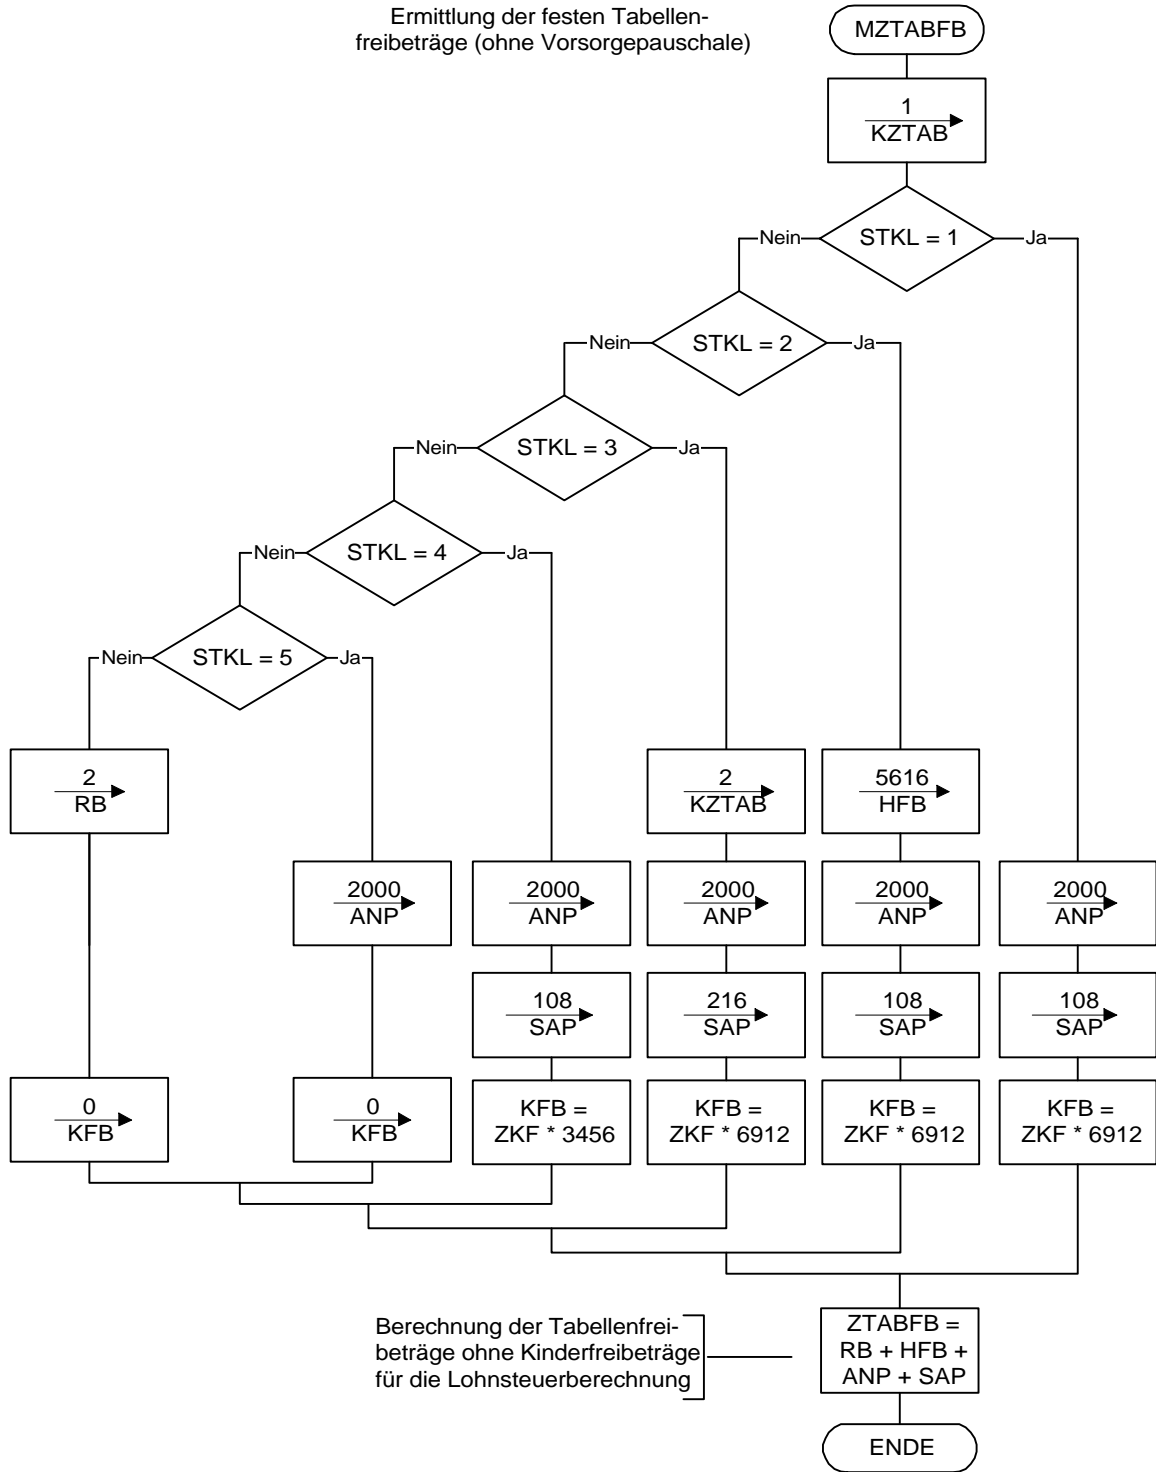 Ermittlung der festen Tabellen-
freibeträge (ohne Vorsorgepauschale)
MZTABFB
1
KZTAB
Nein
STKL = 1
Ja
Nein
STKL = 2
Ja
Nein
STKL = 3
Ja
Nein
STKL = 4
Ja
Nein
STKL = 5
Ja
2
RB
2
KZTAB
5616
HFB
2000
ANP
2000
ANP
2000
ANP
2000
ANP
2000
ANP
108
SAP
216
SAP
108
SAP
108
SAP
0
KFB
0
KFB
KFB =
ZKF * 3456
KFB =
ZKF * 6912
KFB =
ZKF * 6912
KFB =
ZKF * 6912
Berechnung der Tabellenfrei-
beträge ohne Kinderfreibeträge
für die Lohnsteuerberechnung
ZTABFB =
RB + HFB +
ANP + SAP
ENDE